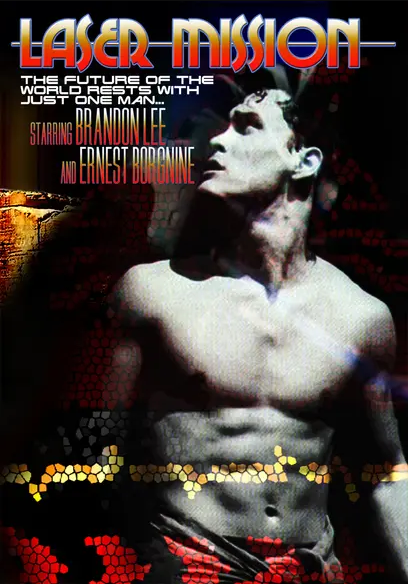 LASER MISSION
THE FUTURE OF THE
WORLD RESTS WITH
JUST ONE MAN...
STARRING BRANDON LEE
AND ERNEST BORGNINE